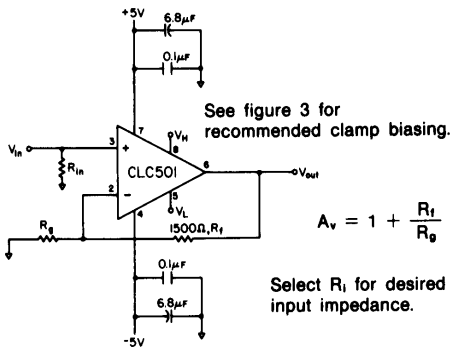 +5V
6.8µF
0.1µF
See figure 3 for
recommended clamp biasing.
7
VH
8
Vin
3
+
CLC501
6
Vout
Rin
2
−
5
VL
4
Rg
1500Ω, Rf
Av = 1 + Rf/Rg
0.1µF
Select Ri for desired
input impedance.
6.8µF
-5V